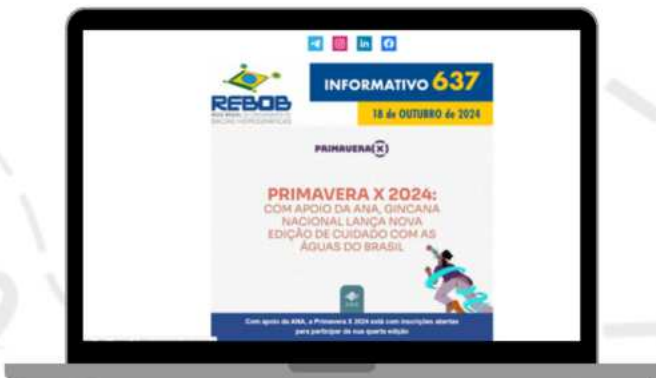 in
INFORMATIVO 637
REBOB
18 de OUTUBRO de 2024
PRIMAVERA X
PRIMAVERA X 2024:
COM APOIO DA ANA, GINCANA
NACIONAL LANÇA NOVA
EDIÇÃO DE CUIDADO COM AS
ÁGUAS DO BRASIL
ANA
Com apoio da ANA, a Primavera X 2024 está com inscrições abertas
para participar da sua quarta edição